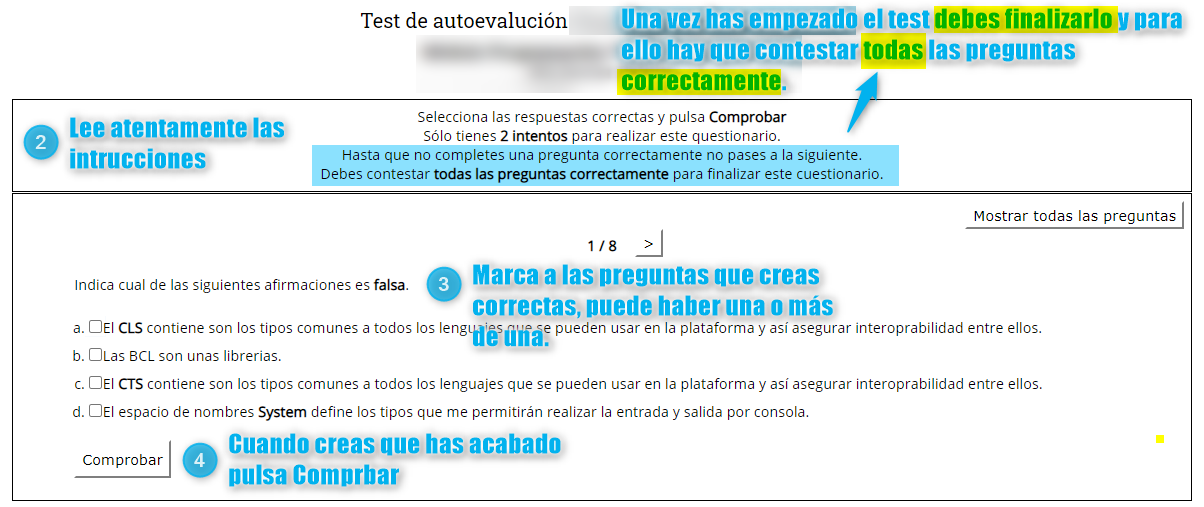 Test de autoevalución
Una vez has empezado el test debes finalizarlo y para
ello hay que contestar todas las preguntas
correctamente.
2
Lee atentamente las
intrucciones
Selecciona las respuestas correctas y pulsa Comprobar
Sólo tienes 2 intentos para realizar este questionario.
Hasta que no completes una pregunta correctamente no pases a la siguiente.
Debes contestar todas las preguntas correctamente para finalizar este cuestionario.
Mostrar todas las preguntas
1 / 8 >
Indica cual de las siguientes afirmaciones es falsa.
3
Marca a las preguntas que creas
correctas, puede haber una o más
de una.
a. El CLS contiene son los tipos comunes a todos los lenguajes que se pueden usar en la plataforma y así asegurar interoprabilidad entre ellos.
b. Las BCL son unas librerias.
c. El CTS contiene son los tipos comunes a todos los lenguajes que se pueden usar en la plataforma y así asegurar interoprabilidad entre ellos.
d. El espacio de nombres System define los tipos que me permitirán realizar la entrada y salida por consola.
Comprobar
4
Cuando creas que has acabado
pulsa Comprbar